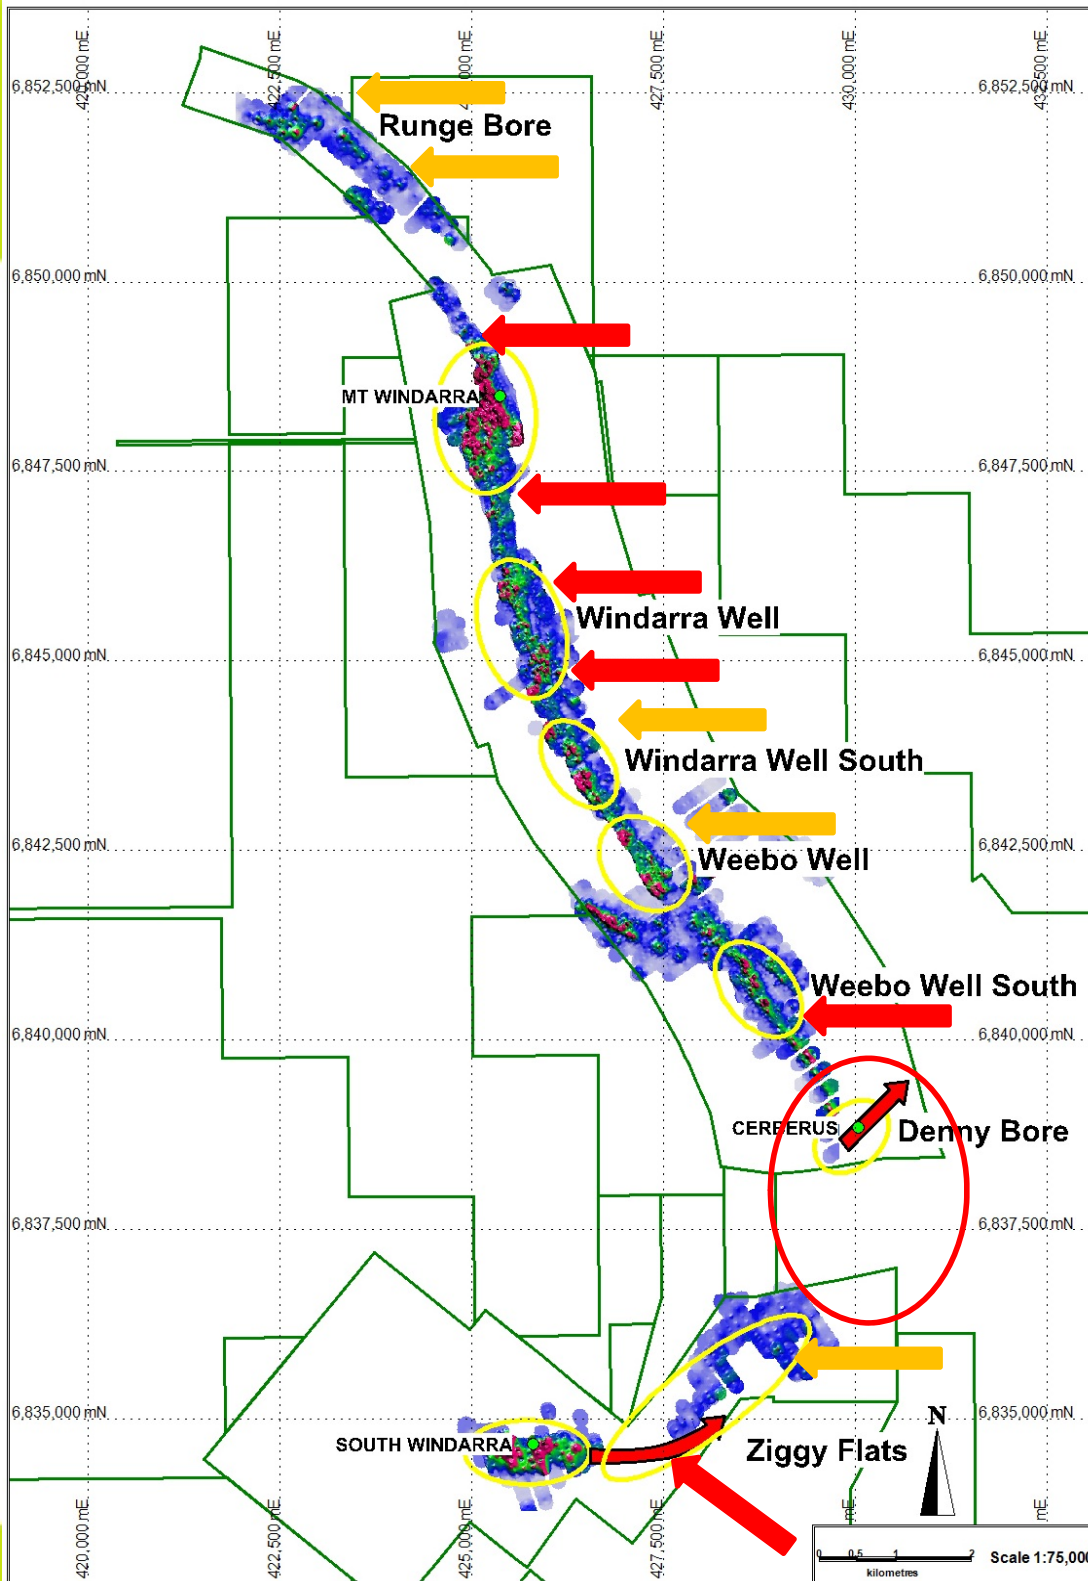 420,000 mE
422,500 mE
425,000 mE
427,500 mE
430,000 mE
432,500 mE
6,852,500 mN
6,852,500 mN
Runge Bore
6,850,000 mN
6,850,000 mN
MT WINDARRA
6,847,500 mN
6,847,500 mN
Windarra Well
6,845,000 mN
6,845,000 mN
Windarra Well South
6,842,500 mN
6,842,500 mN
Weebo Well
Weebo Well South
6,840,000 mN
6,840,000 mN
CERBERUS
Denny Bore
6,837,500 mN
6,837,500 mN
6,835,000 mN
6,835,000 mN
N
SOUTH WINDARRA
Ziggy Flats
420,000 mE
422,500 mE
425,000 mE
427,500 mE
0 0.5 1 2
kilometres
Scale 1:75,000